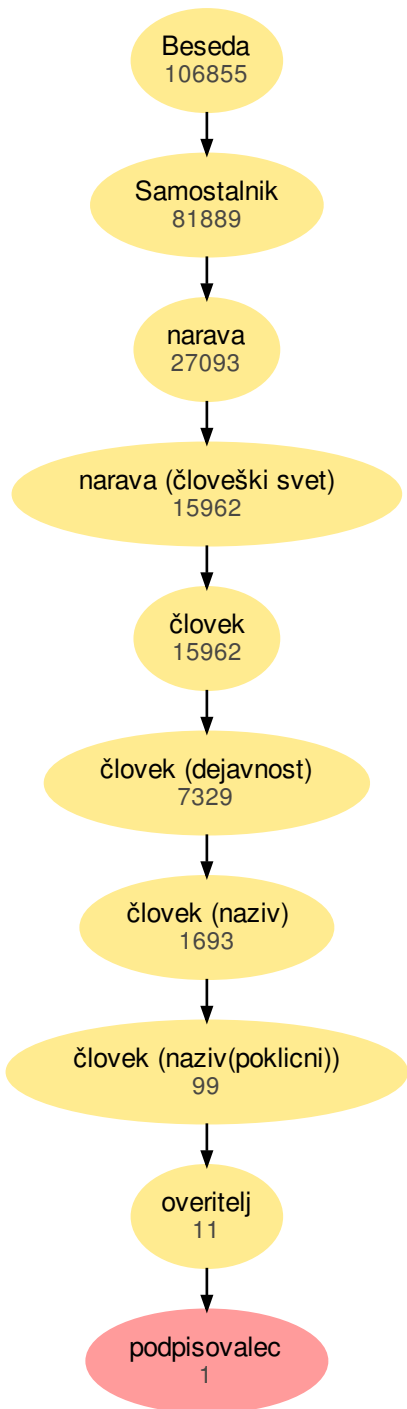 Beseda
106855
Samostalnik
81889
narava
27093
narava (človeški svet)
15962
človek
15962
človek (dejavnost)
7329
človek (naziv)
1693
človek (naziv(poklicni))
99
overitelj
11
podpisovalec
1